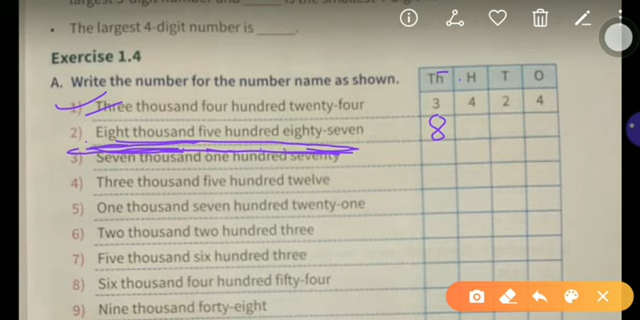 • The largest 4-digit number is ______.
Exercise 1.4
A. Write the number for the number name as shown.
Th H T O
1) Three thousand four hundred twenty-four 3 4 2 4
2) Eight thousand five hundred eighty-seven 8
3) Seven thousand one hundred seventy
4) Three thousand five hundred twelve
5) One thousand seven hundred twenty-one
6) Two thousand two hundred three
7) Five thousand six hundred three
8) Six thousand four hundred fifty-four
9) Nine thousand forty-eight